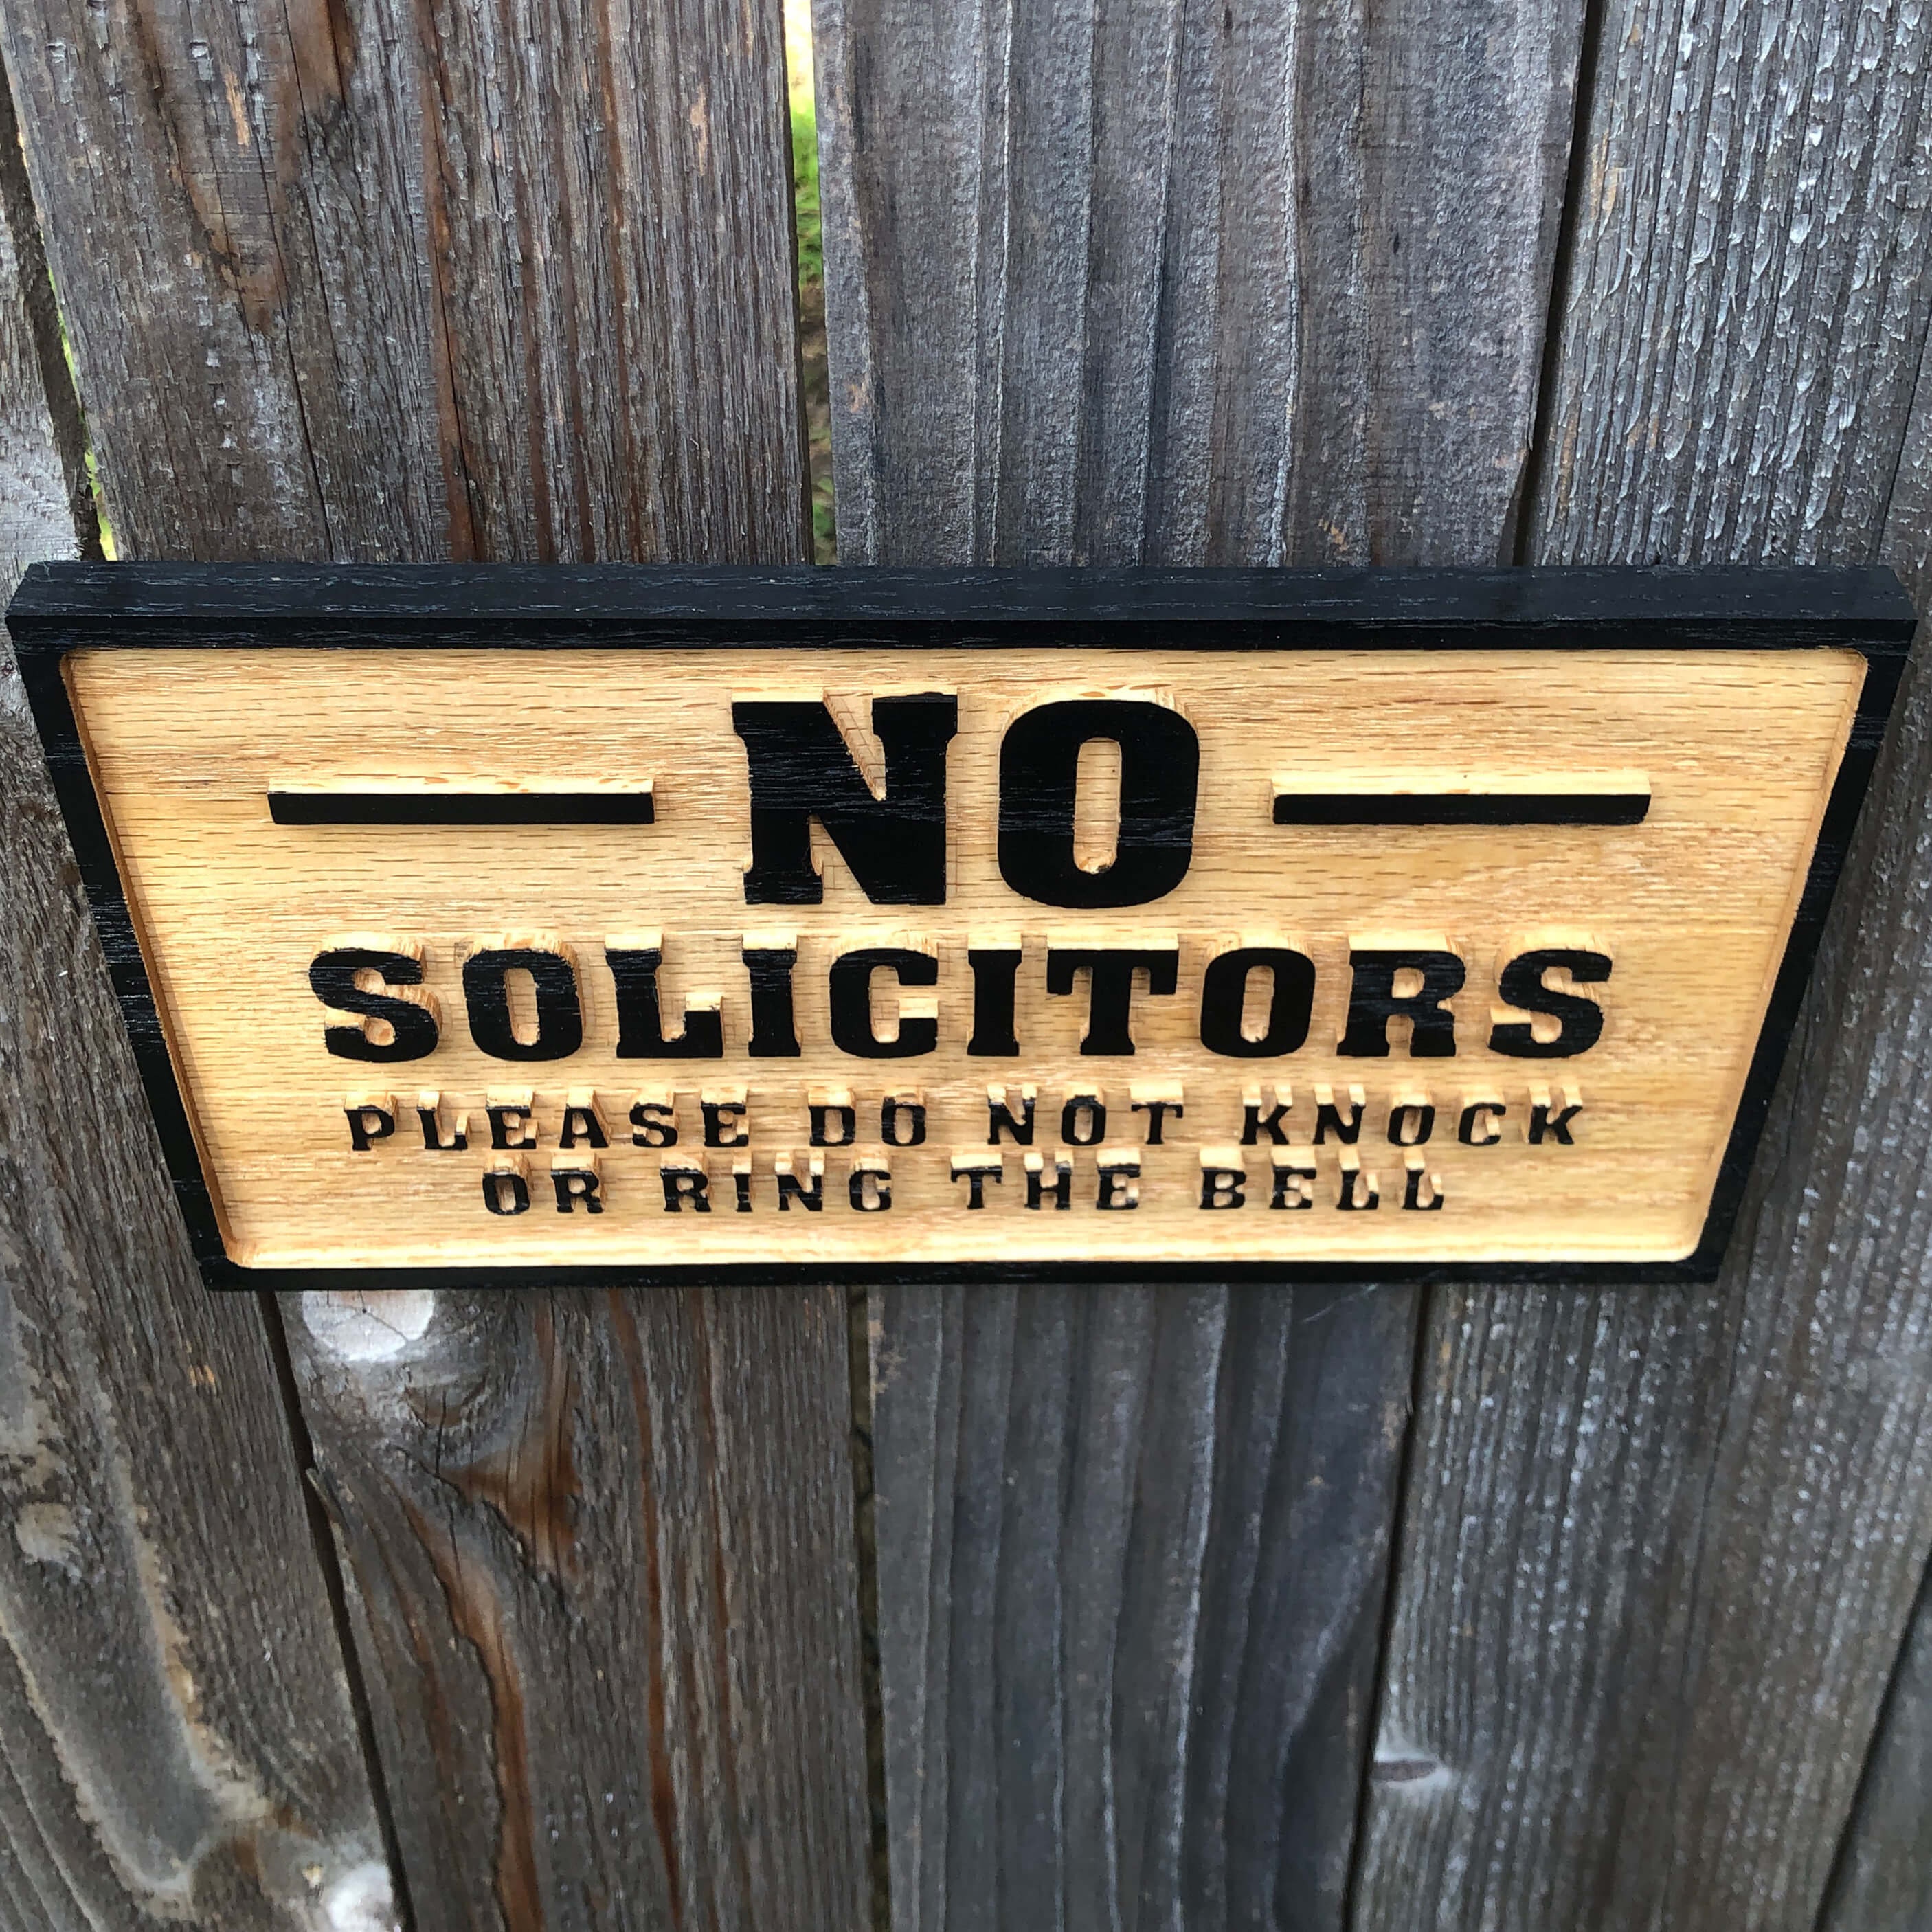 NO
SOLICITORS
PLEASE DO NOT KNOCK
OR RING THE BELL